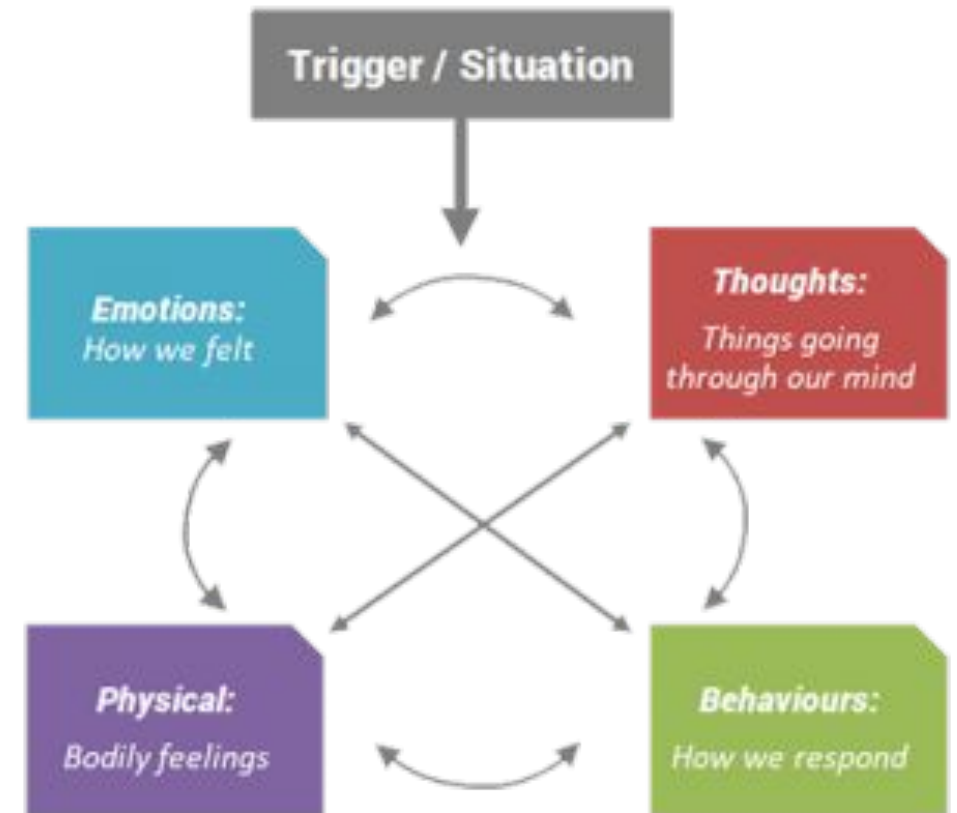 Trigger / Situation
Emotions:
How we felt
Thoughts:
Things going
through our mind
Physical:
Bodily feelings
Behaviours:
How we respond